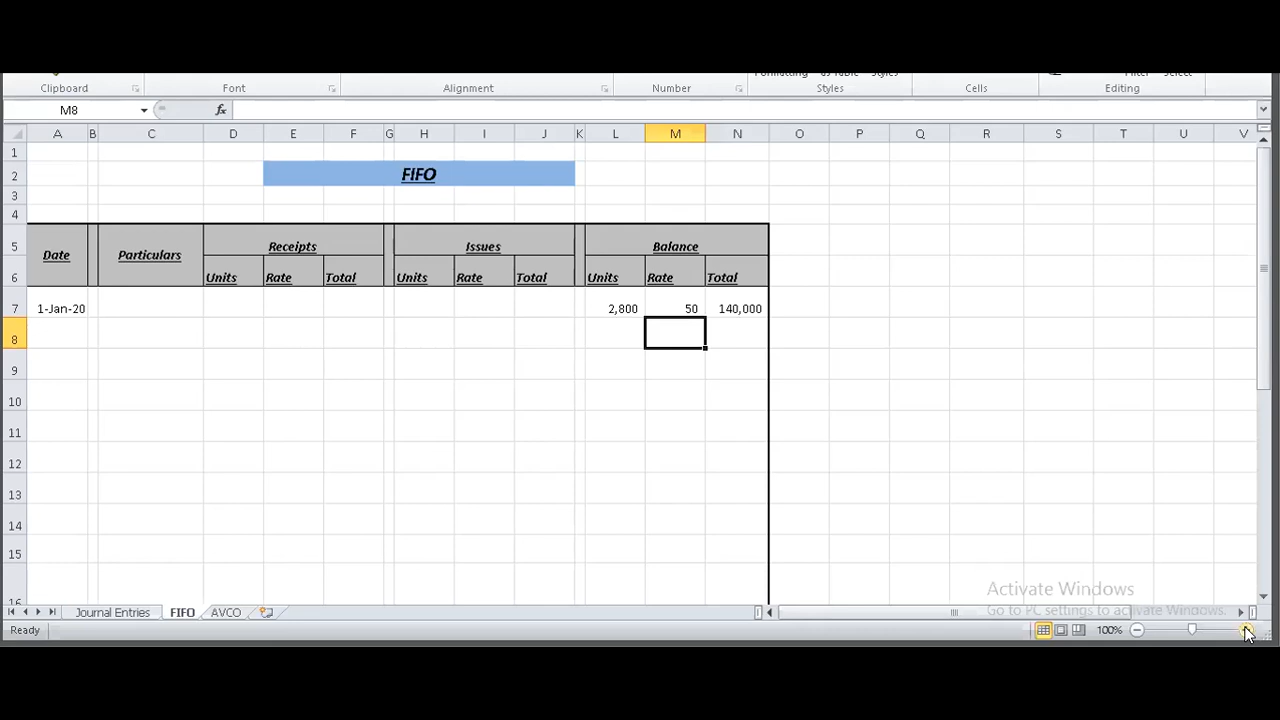 Clipboard Font Alignment Number Styles Cells Editing
M8 fx
A B C D E F G H I J K L M N O P Q R S T U V
1
2 FIFO
3
4
5 Date Particulars Receipts Issues Balance
6 Units Rate Total Units Rate Total Units Rate Total
7 1-Jan-20 2,800 50 140,000
8
9
10
11
12
13
14
15
16
Activate Windows
Go to PC settings to activate Windows.
Journal Entries FIFO AVCO
Ready 100%